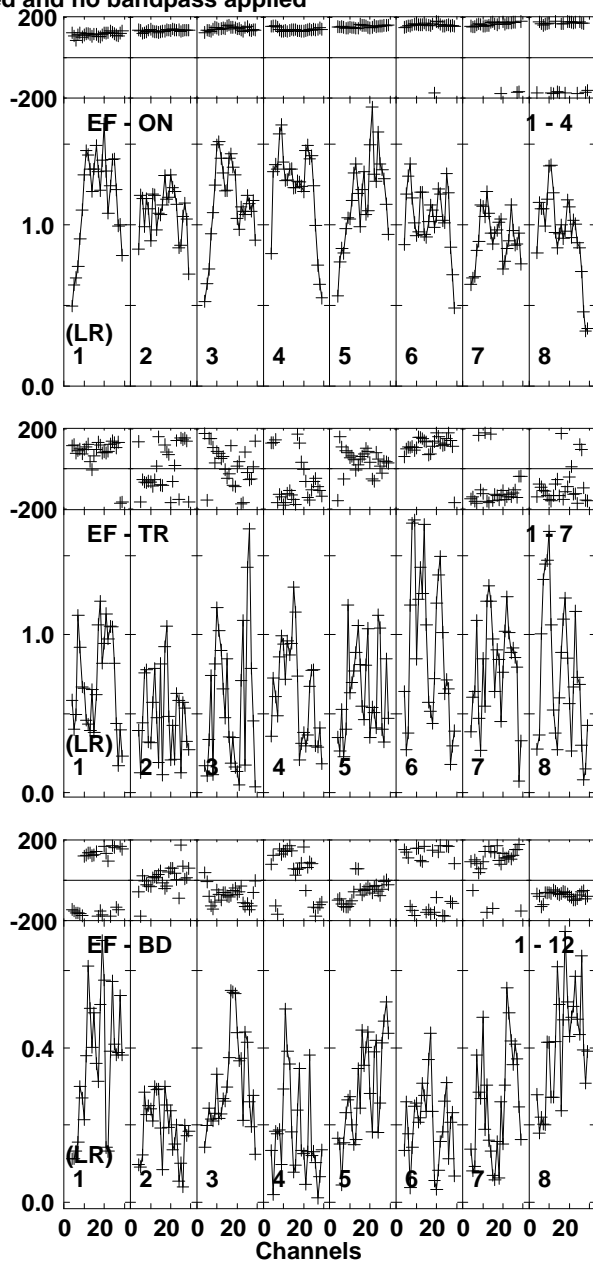 ed and no bandpass applied
200
-200
EF - ON 1 - 4
1.0
(LR)
1 2 3 4 5 6 7 8
0.0
200
-200
EF - TR 1 - 7
1.0
(LR)
1 2 3 4 5 6 7 8
0.0
200
-200
EF - BD 1 - 12
0.4
(LR)
1 2 3 4 5 6 7 8
0.0
0 20 0 20 0 20 0 20 0 20 0 20 0 20 0 20
Channels